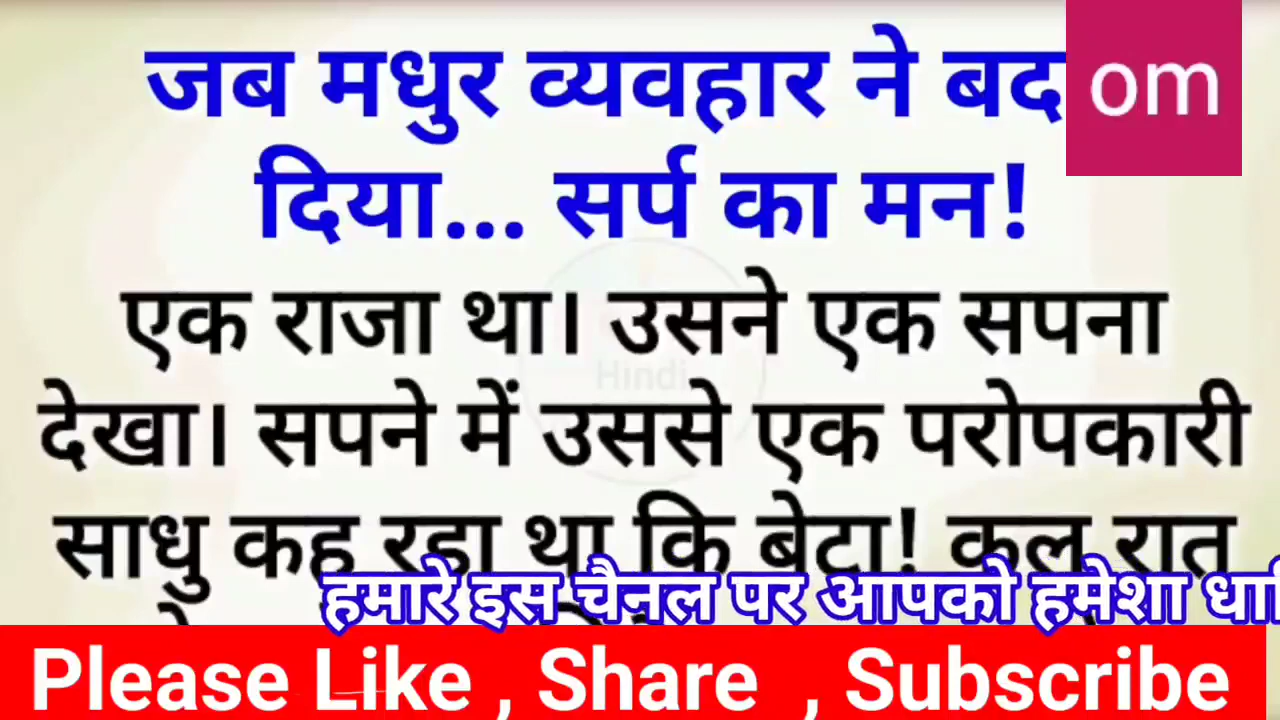 जब मधुर व्यवहार ने बद
om
दिया... सर्प का मन!
एक राजा था। उसने एक सपना
Hindi
देखा। सपने में उससे एक परोपकारी
साधु कह रहा था कि बेटा! कल रात
हमारे इस चैनल पर आपको हमेशा
Please Like , Share , Subscribe